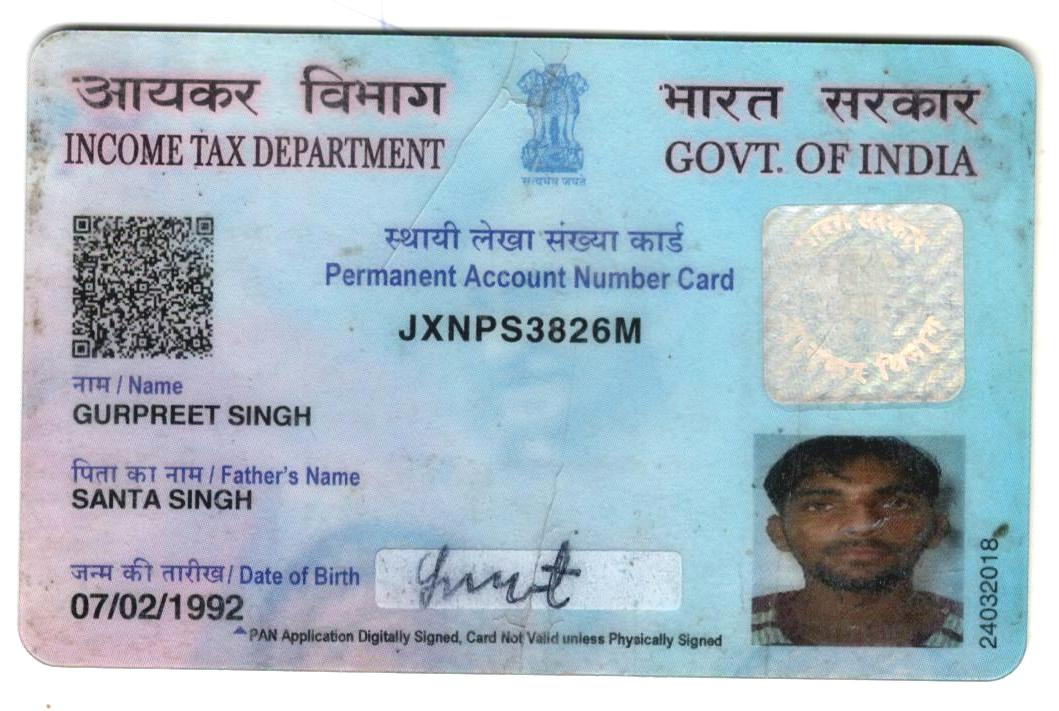 आयकर विभाग
INCOME TAX DEPARTMENT
सत्यमेव जयते
भारत सरकार
GOVT. OF INDIA
स्थायी लेखा संख्या कार्ड
Permanent Account Number Card
JXNPS3826M
नाम / Name
GURPREET SINGH
पिता का नाम / Father's Name
SANTA SINGH
जन्म की तारीख / Date of Birth
07/02/1992
PAN Application Digitally Signed, Card Not Valid unless Physically Signed
24032018